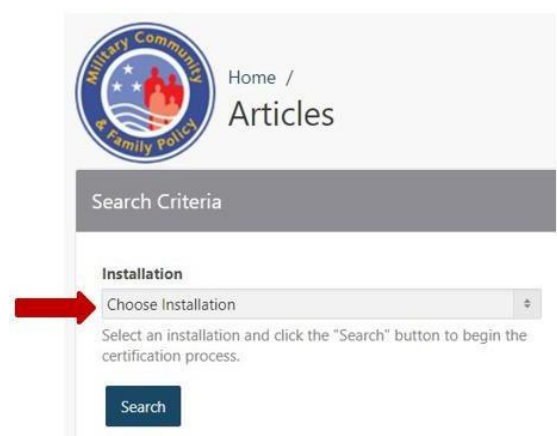 Military Community
& Family Policy
Home /
Articles
Search Criteria
Installation
Choose Installation
Select an installation and click the "Search" button to begin the
certification process.
Search